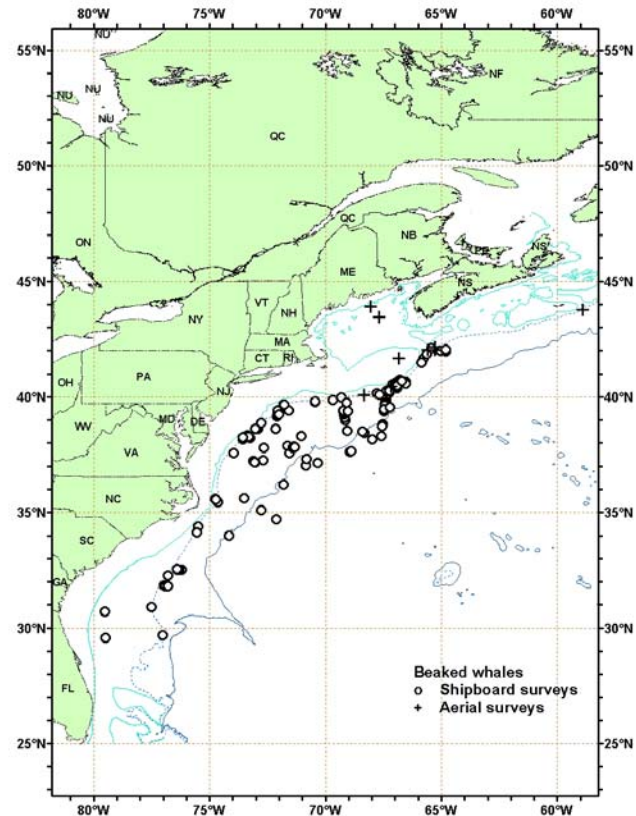 80°W 75°W 70°W 65°W 60°W
55°N 55°N
50°N 50°N
45°N 45°N
40°N 40°N
35°N 35°N
30°N 30°N
25°N 25°N
80°W 75°W 70°W 65°W 60°W
NU
NU
NU
NU
NF
QC
ON
QC
NB
NS
ME
NS
VT
NH
NY
MA
CT RI
PA
NJ
OH
MD
DE
WV
VA
NC
SC
GA
FL
Beaked whales
Shipboard surveys
Aerial surveys